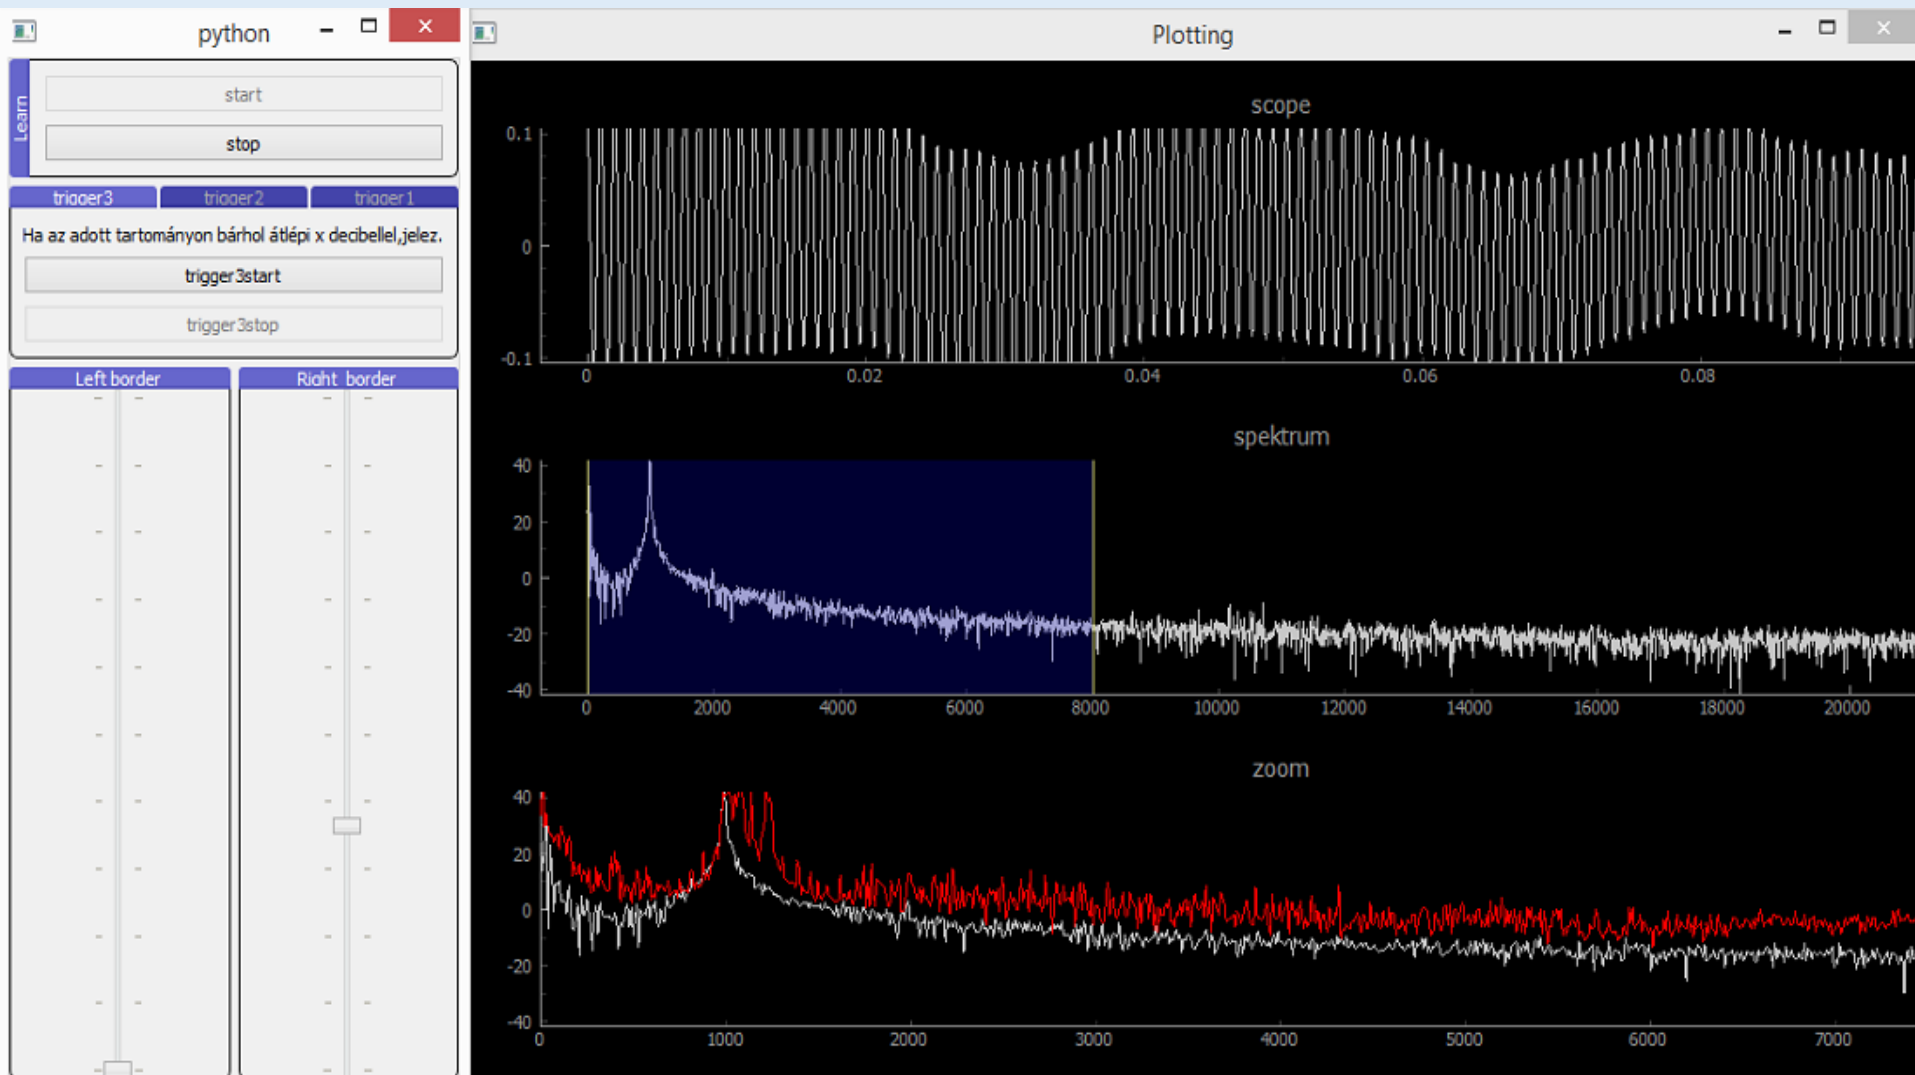 python
Learn
start
stop
trigger3
trigger2
trigger1
Ha az adott tartományon bárhol átlépi x decibellel,jelez.
trigger3start
trigger3stop
Left border
Right border
Plotting
scope
0.1
0
-0.1
0
0.02
0.04
0.06
0.08
spektrum
40
20
0
-20
-40
0
2000
4000
6000
8000
10000
12000
14000
16000
18000
20000
zoom
40
20
0
-20
-40
0
1000
2000
3000
4000
5000
6000
7000